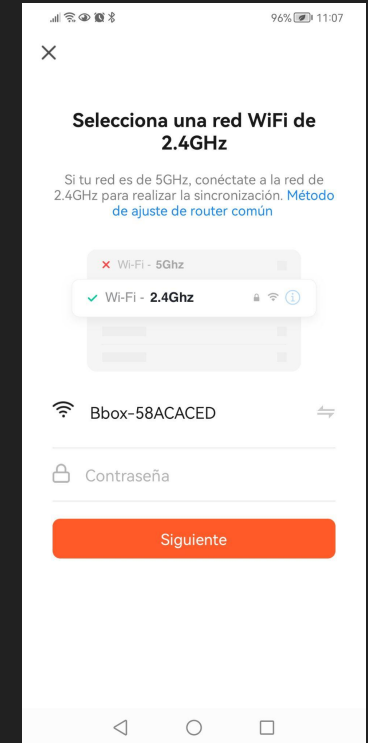 96% 11:07
Selecciona una red WiFi de
2.4GHz
Si tu red es de 5GHz, conéctate a la red de
2.4GHz para realizar la sincronización. Método
de ajuste de router común
Wi-Fi - 5Ghz
Wi-Fi - 2.4Ghz
Bbox-58ACACED
Contraseña
Siguiente